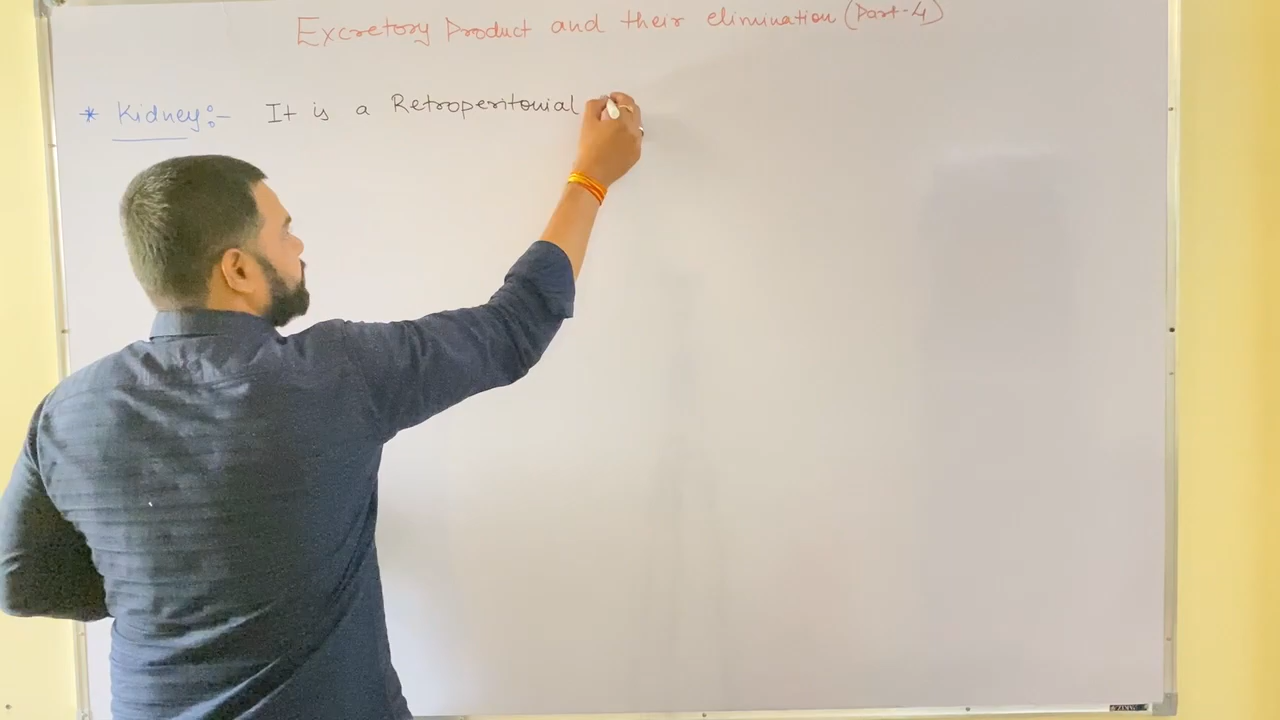 Excretory Product and their elimination (Part-4)
* Kidney:- It is a Retroperitonial